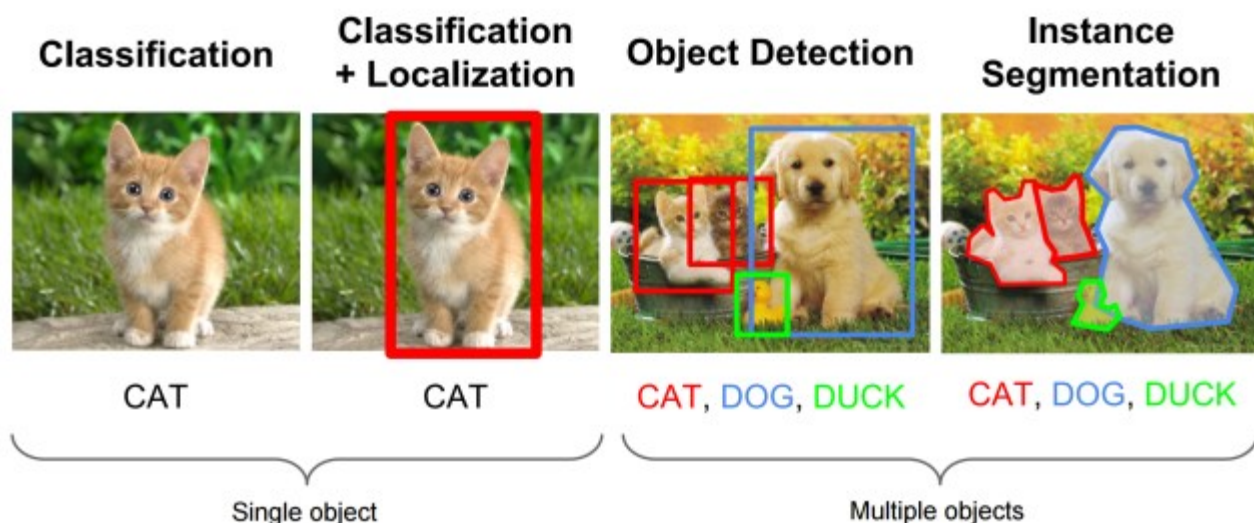 Classification
Classification
+ Localization
Object Detection
Instance
Segmentation
CAT
CAT
CAT, DOG, DUCK
CAT, DOG, DUCK
Single object
Multiple objects